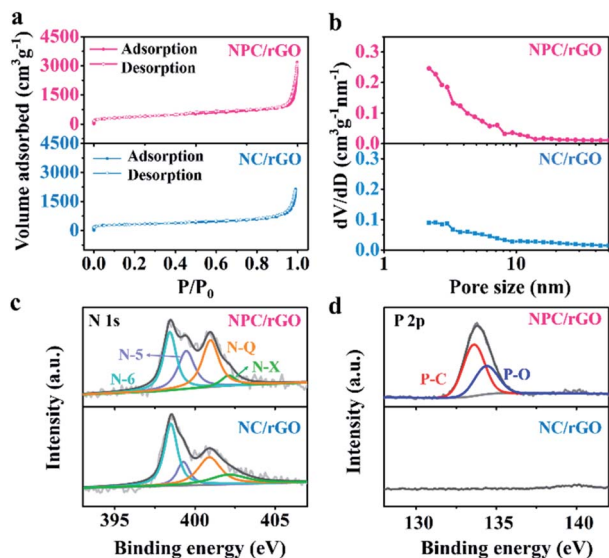 a
Volume adsorbed (cm³g⁻¹)
4500
3000
1500
0
Adsorption
Desorption
NPC/rGO
4500
3000
1500
0
Adsorption
Desorption
NC/rGO
0.0 0.2 0.4 0.6 0.8 1.0
P/P₀
b
dV/dD (cm³g⁻¹nm⁻¹)
0.3
0.2
0.1
0.0
NPC/rGO
0.3
0.2
0.1
0.0
NC/rGO
1 10
Pore size (nm)
c
Intensity (a.u.)
N 1s
NPC/rGO
N-5
N-Q
N-X
N-6
NC/rGO
395 400 405
Binding energy (eV)
d
Intensity (a.u.)
P 2p
NPC/rGO
P-C
P-O
NC/rGO
130 135 140
Binding energy (eV)